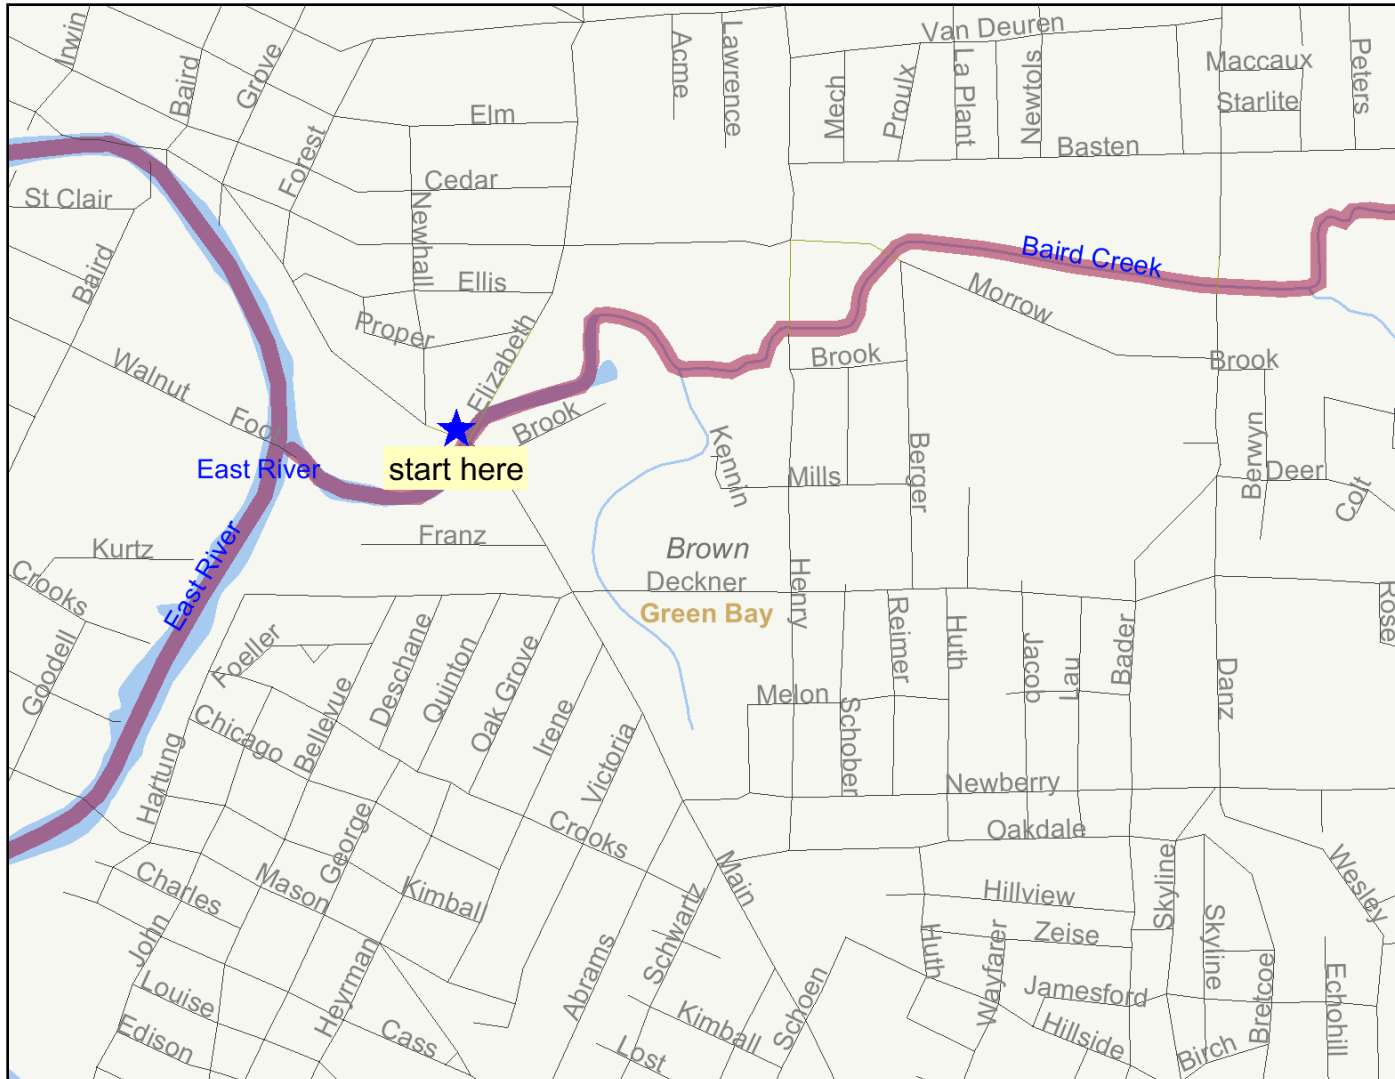 Irwin
Baird
Grove
Acme
Lawrence
Van Deuren
Mech
Proulx
La Plant
Newtols
Maccaux
Starlite
Peters
Elm
Forest
Basten
Cedar
St Clair
Newhall
Baird
Ellis
Baird Creek
Morrow
Proper
Elizabeth
Brook
Brook
Walnut
Foot
Brook
start here
East River
Kennin
Mills
Berger
Berwyn
Deer
Colt
Franz
Kurtz
East River
Brown
Deckner
Green Bay
Henry
Crooks
Goodell
Foeller
Deschane
Quinton
Oak Grove
Irene
Victoria
Reimer
Huth
Jacob
Lau
Bader
Danz
Rose
Melon
Schober
Chicago
Bellevue
Hartung
George
Newberry
Crooks
Oakdale
Charles
Mason
Kimball
Main
Schwartz
Hillview
Skyline
Wesley
John
Heyrman
Abrams
Huth
Zeise
Wayfarer
Skyline
Bretcoe
Echohill
Louise
Schoen
Jamesford
Edison
Cass
Kimball
Lost
Hillside
Birch